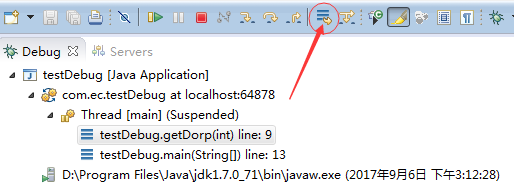 Debug Servers
testDebug [Java Application]
com.ec.testDebug at localhost:64878
Thread [main] (Suspended)
testDebug.getDorp(int) line: 9
testDebug.main(String[]) line: 13
D:\Program Files\Java\jdk1.7.0_71\bin\javaw.exe (2017年9月6日 下午3:12:28)